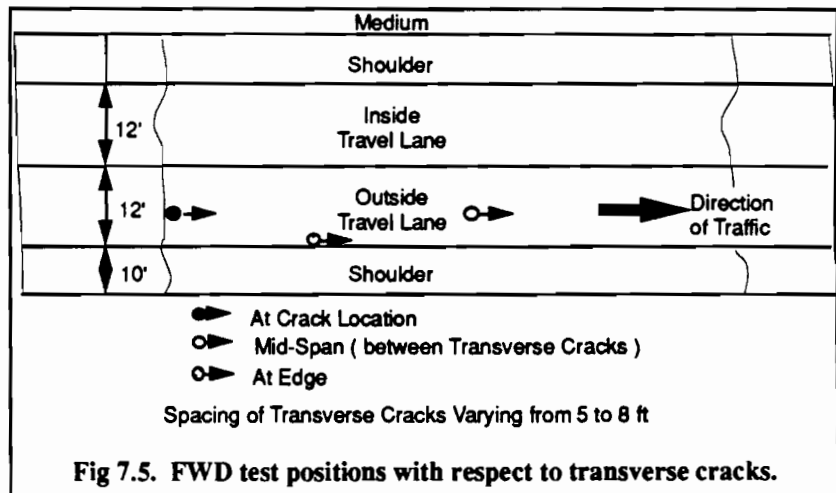 Medium
Shoulder
Inside
Travel Lane
12'
Outside
Travel Lane
12'
Direction
of Traffic
Shoulder
10'
At Crack Location
Mid-Span ( between Transverse Cracks )
At Edge
Spacing of Transverse Cracks Varying from 5 to 8 ft
Fig 7.5. FWD test positions with respect to transverse cracks.